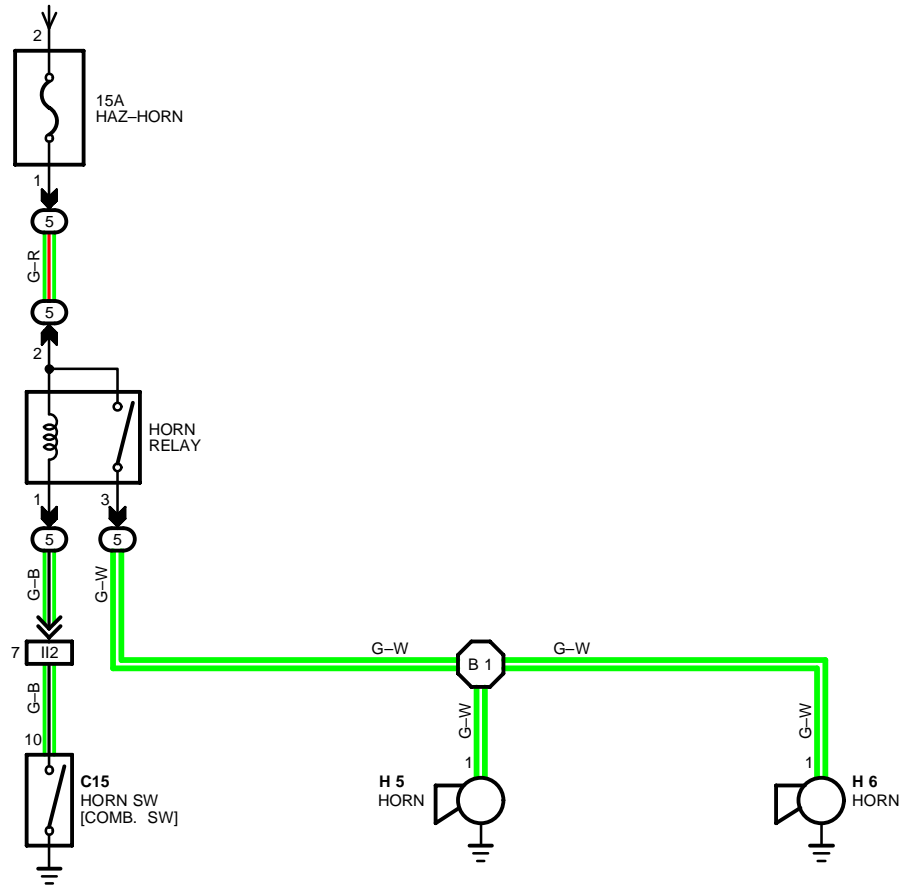 2
15A
HAZ–HORN
1
5
G–R
5
2
HORN
RELAY
1
3
5
5
G–B
G–W
7
II2
G–W
B 1
G–W
G–B
G–W
G–W
10
1
1
C15
HORN SW
[COMB. SW]
H 5
HORN
H 6
HORN